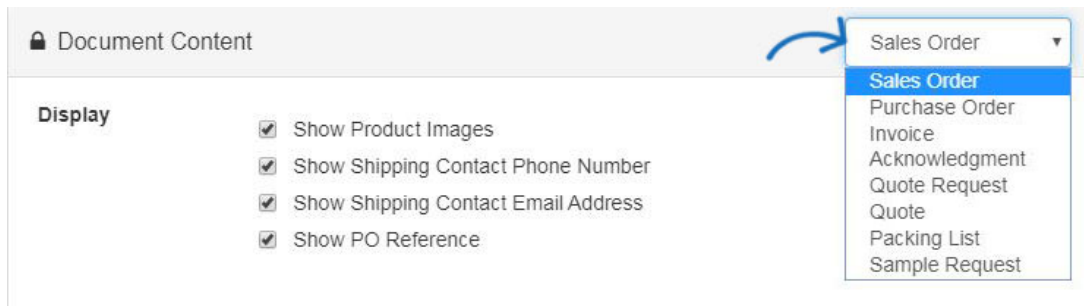 Document Content
Sales Order
Sales Order
Purchase Order
Invoice
Acknowledgment
Quote Request
Quote
Packing List
Sample Request
Display
Show Product Images
Show Shipping Contact Phone Number
Show Shipping Contact Email Address
Show PO Reference